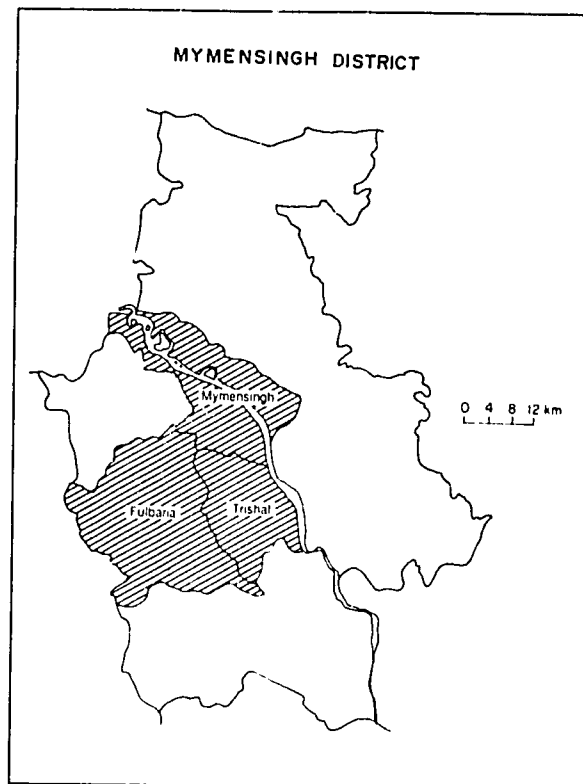 MYMENSINGH DISTRICT
Mymensingh
0 4 8 12 km
Fulbaria
Trishal